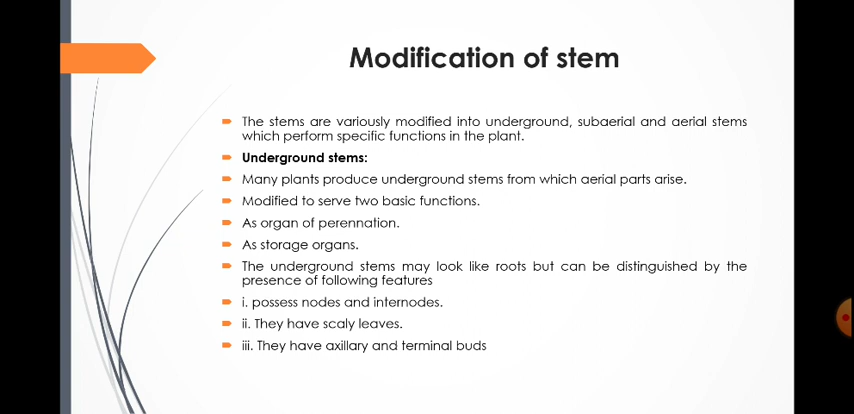 Modification of stem
The stems are variously modified into underground, subaerial and aerial stems
which perform specific functions in the plant.
Underground stems:
Many plants produce underground stems from which aerial parts arise.
Modified to serve two basic functions.
As organ of perennation.
As storage organs.
The underground stems may look like roots but can be distinguished by the
presence of following features
i. possess nodes and internodes.
ii. They have scaly leaves.
iii. They have axillary and terminal buds